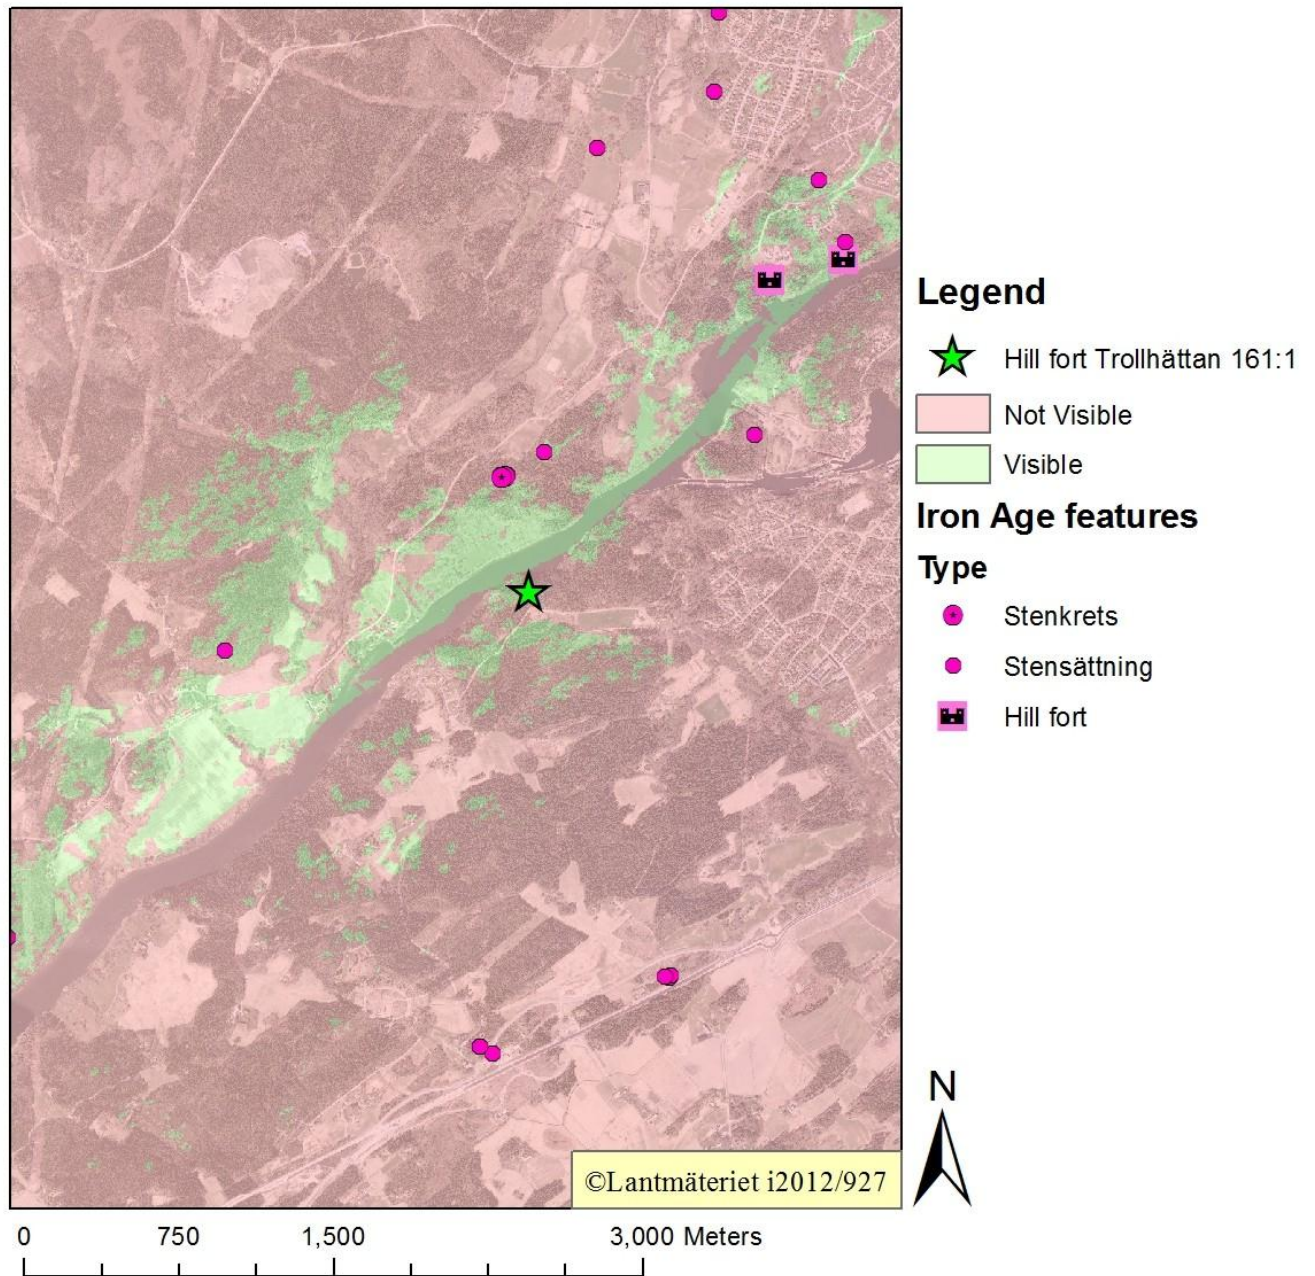 Legend
Hill fort Trollhättan 161:1
Not Visible
Visible
Iron Age features
Type
Stenkrets
Stensättning
Hill fort
N
©Lantmäteriet i2012/927
0 750 1,500 3,000 Meters